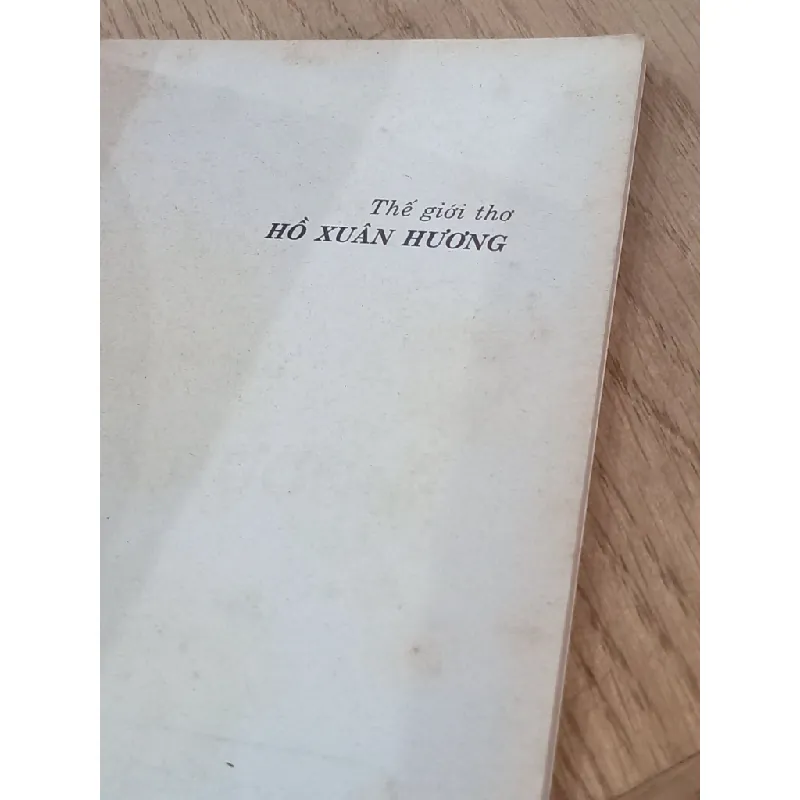 Thế giới thơ
HỒ XUÂN HƯƠNG